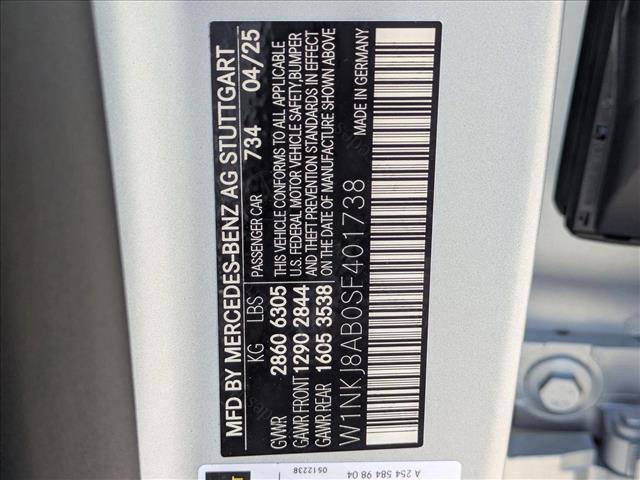 MFD BY MERCEDES-BENZ AG STUTTGART
PASSENGER CAR 734 04/25
KG LBS
GVWR 2860 6305
GAWR FRONT 1290 2844
GAWR REAR 1605 3538
THIS VEHICLE CONFORMS TO ALL APPLICABLE
U.S. FEDERAL MOTOR VEHICLE SAFETY,BUMPER
AND THEFT PREVENTION STANDARDS IN EFFECT
ON THE DATE OF MANUFACTURE SHOWN ABOVE
W1NKJ8AB0SF401738
MADE IN GERMANY
A 254 584 98 04
0512238